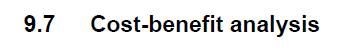 9.7 Cost-benefit analysis